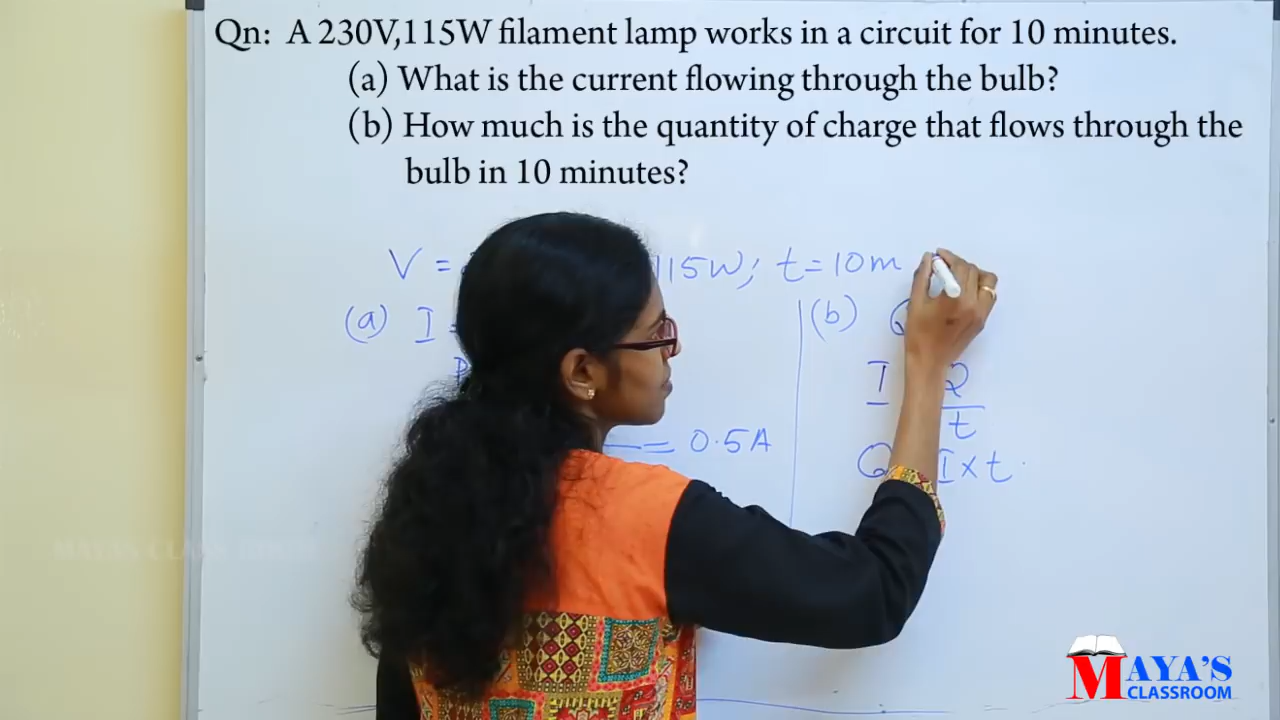 Qn: A 230V,115W filament lamp works in a circuit for 10 minutes.
(a) What is the current flowing through the bulb?
(b) How much is the quantity of charge that flows through the
bulb in 10 minutes?
V = 115W; t = 10m
(a) I = (b) Q
P I Q
t
= 0.5A Q I × t
MAYA'S
CLASSROOM